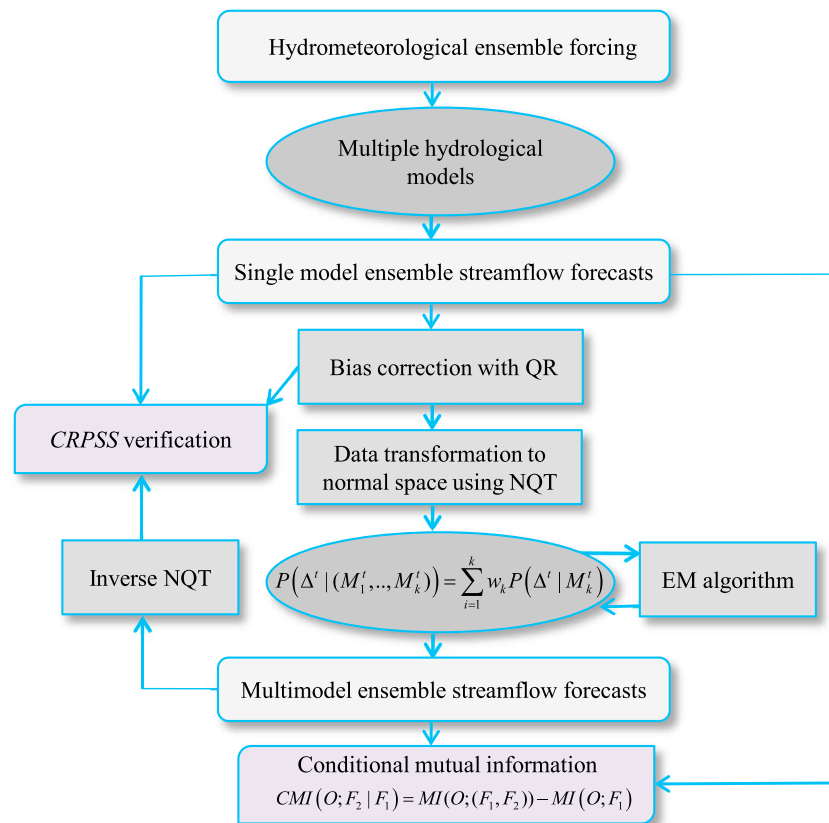 Hydrometeorological ensemble forcing
Multiple hydrological
models
Single model ensemble streamflow forecasts
Bias correction with QR
CRPSS verification
Data transformation to
normal space using NQT
Inverse NQT
P(Δ^t | (M_1^t,..,M_k^t)) = ∑_{i=1}^{k} w_k P(Δ^t | M_k^t)
EM algorithm
Multimodel ensemble streamflow forecasts
Conditional mutual information
CMI(O;F_2 | F_1) = MI(O;(F_1,F_2)) − MI(O;F_1)